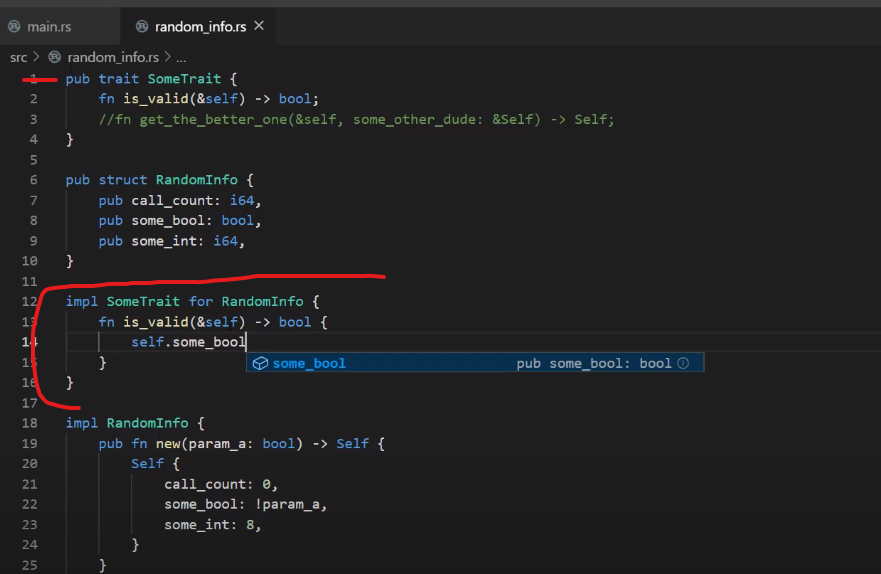 main.rs
random_info.rs ×
src > random_info.rs > ...
1 pub trait SomeTrait {
2 fn is_valid(&self) -> bool;
3 //fn get_the_better_one(&self, some_other_dude: &Self) -> Self;
4 }
5
6 pub struct RandomInfo {
7 pub call_count: i64,
8 pub some_bool: bool,
9 pub some_int: i64,
10 }
11
12 impl SomeTrait for RandomInfo {
13 fn is_valid(&self) -> bool {
14 self.some_bool
some_bool pub some_bool: bool
15 }
16 }
17
18 impl RandomInfo {
19 pub fn new(param_a: bool) -> Self {
20 Self {
21 call_count: 0,
22 some_bool: !param_a,
23 some_int: 8,
24 }
25 }